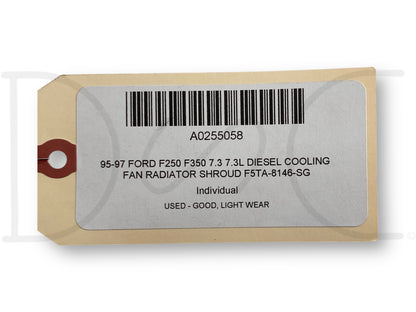 A0255058
95-97 FORD F250 F350 7.3 7.3L DIESEL COOLING
FAN RADIATOR SHROUD F5TA-8146-SG
Individual
USED - GOOD, LIGHT WEAR